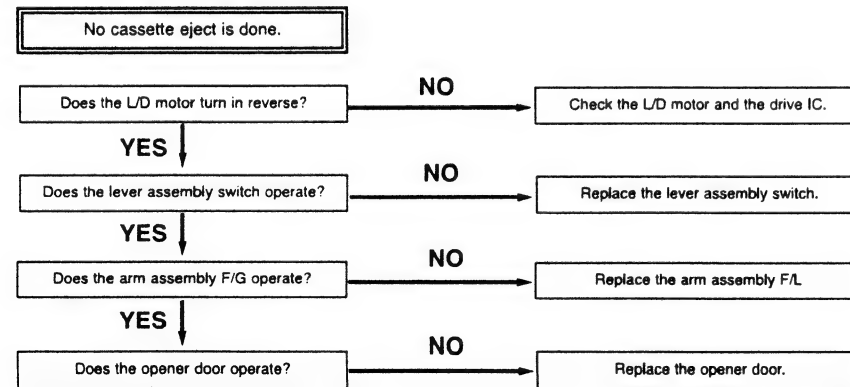 No cassette eject is done.
Does the L/D motor turn in reverse?
NO
Check the L/D motor and the drive IC.
YES
Does the lever assembly switch operate?
NO
Replace the lever assembly switch.
YES
Does the arm assembly F/G operate?
NO
Replace the arm assembly F/L
YES
Does the opener door operate?
NO
Replace the opener door.